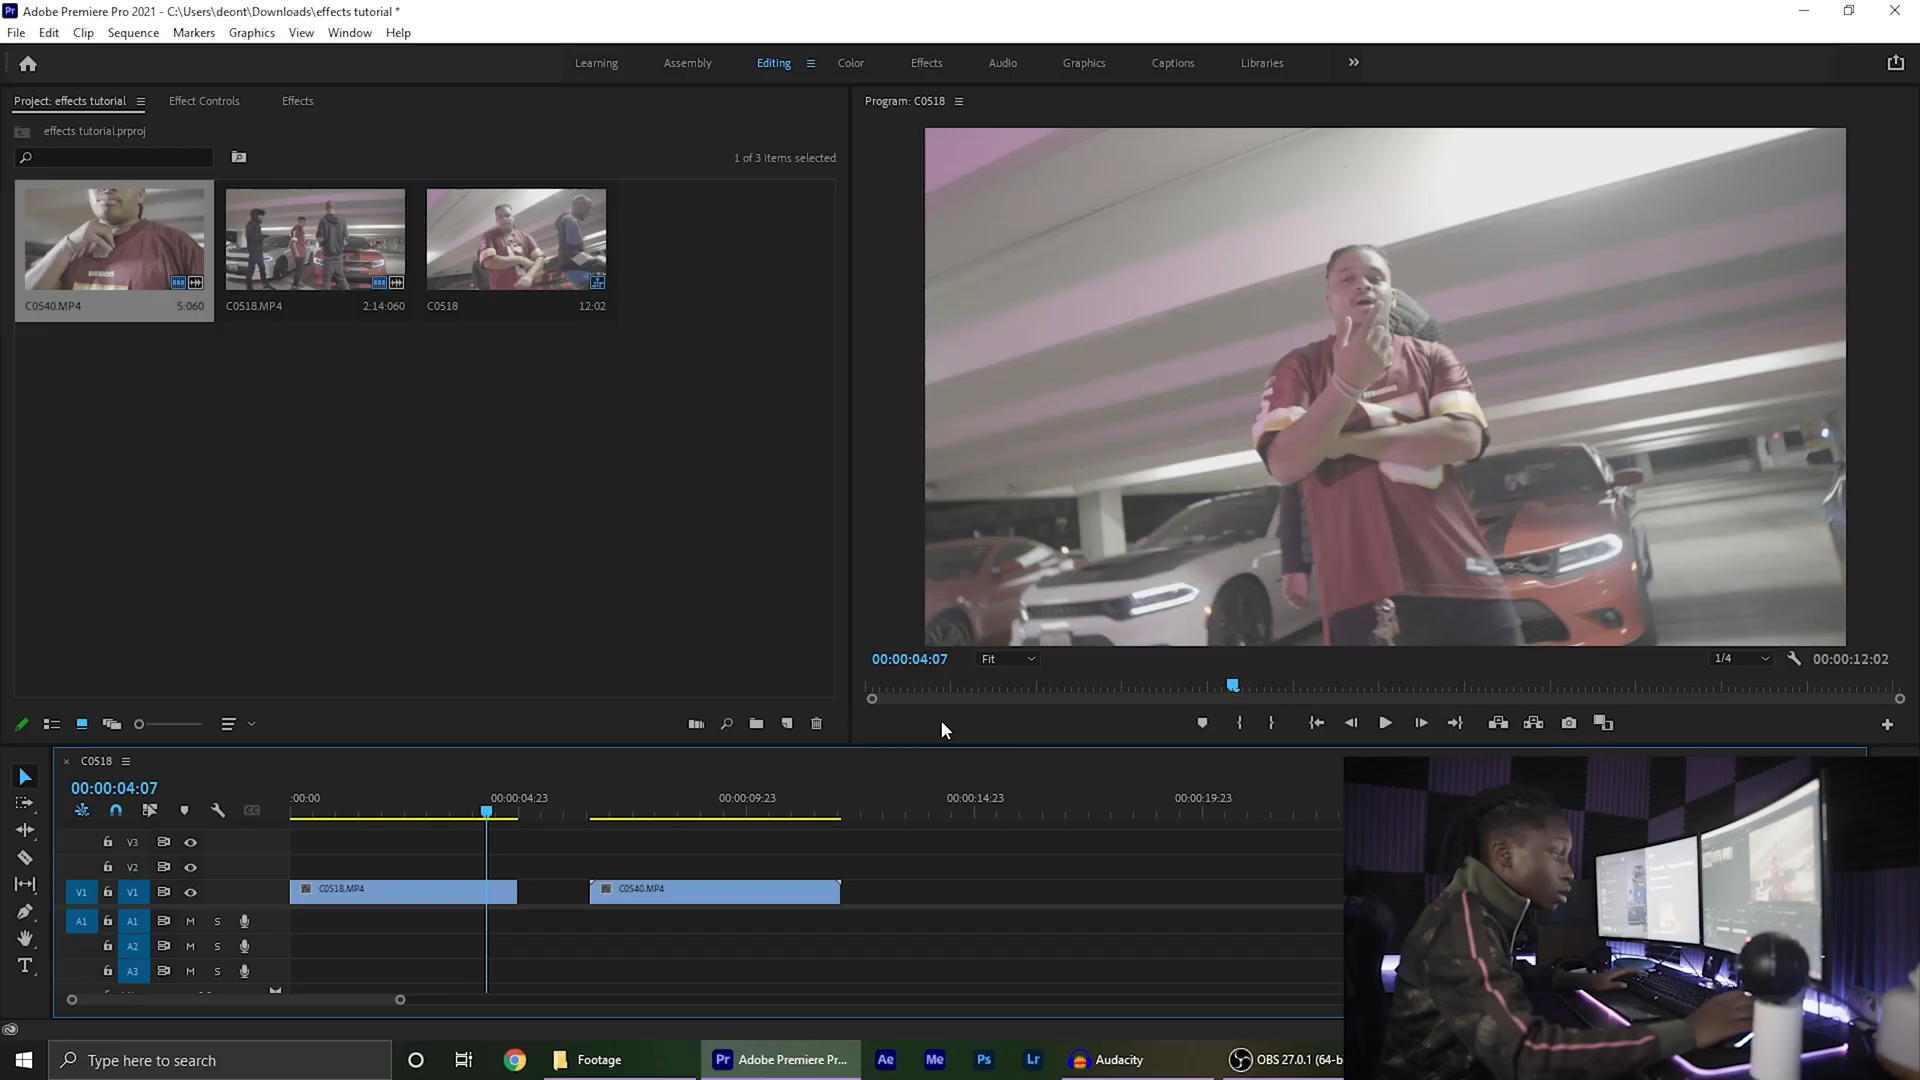 Pr Adobe Premiere Pro 2021 - C:\Users\deont\Downloads\effects tutorial *
File Edit Clip Sequence Markers Graphics View Window Help
Learning Assembly Editing Color Effects Audio Graphics Captions Libraries
Project: effects tutorial Effect Controls Effects
Program: C0518
effects tutorial.prproj
1 of 3 items selected
C0S40.MP4 5:060 C0S18.MP4 2:14:060 C0518 12:02
00:00:04:07 Fit 1/4 00:00:12:02
× C0518
00:00:04:07
:00:00 00:00:04:23 00:00:09:23 00:00:14:23 00:00:19:23
V3
V2
V1 V1 C0S18.MP4 C0S40.MP4
A1 A1 M S
A2 M S
A3 M S
Type here to search Footage Pr Adobe Premiere Pr... Ae Me Ps Lr Audacity OBS 27.0.1 (64-b